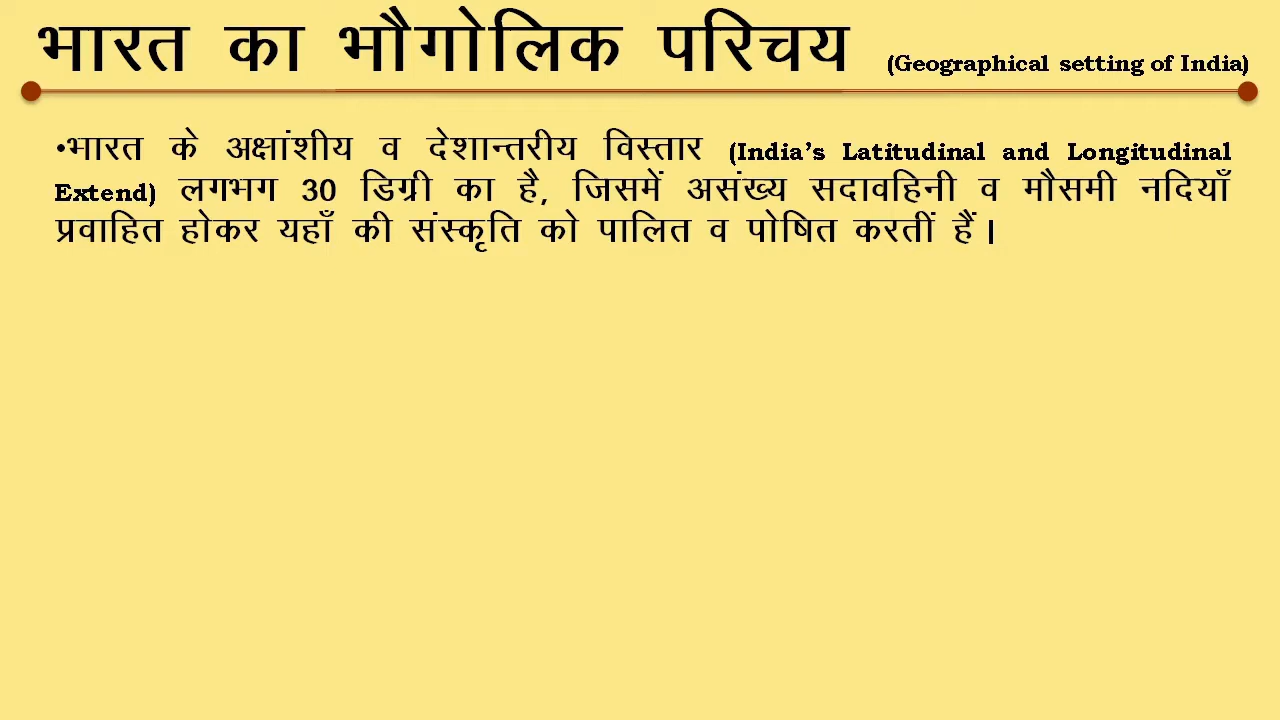 भारत का भौगोलिक परिचय (Geographical setting of India)
•भारत के अक्षांशीय व देशान्तरीय विस्तार (India’s Latitudinal and Longitudinal
Extend) लगभग 30 डिग्री का है, जिसमें असंख्य सदावहिनी व मौसमी नदियाँ
प्रवाहित होकर यहाँ की संस्कृति को पालित व पोषित करतीं हैं।